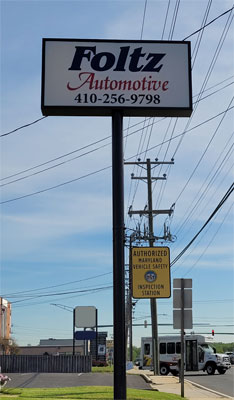 Foltz
Automotive
410-256-9798
AUTHORIZED
MARYLAND
VEHICLE SAFETY
INSPECTION
STATION